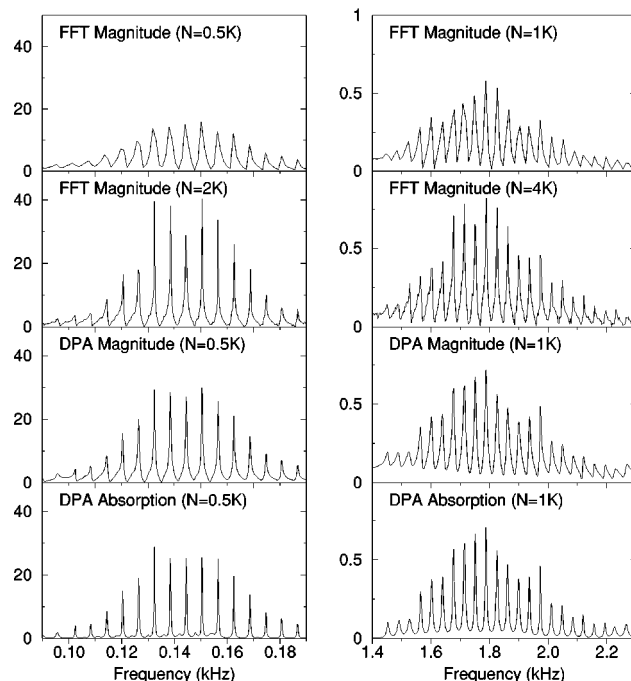 FFT Magnitude (N=0.5K)
40
20
0
FFT Magnitude (N=2K)
40
20
0
DPA Magnitude (N=0.5K)
40
20
0
DPA Absorption (N=0.5K)
40
20
0
0.10 0.12 0.14 0.16 0.18
Frequency (kHz)
1
FFT Magnitude (N=1K)
0.5
0
FFT Magnitude (N=4K)
0.5
0
DPA Magnitude (N=1K)
0.5
0
DPA Absorption (N=1K)
0.5
0
1.4 1.6 1.8 2.0 2.2
Frequency (kHz)